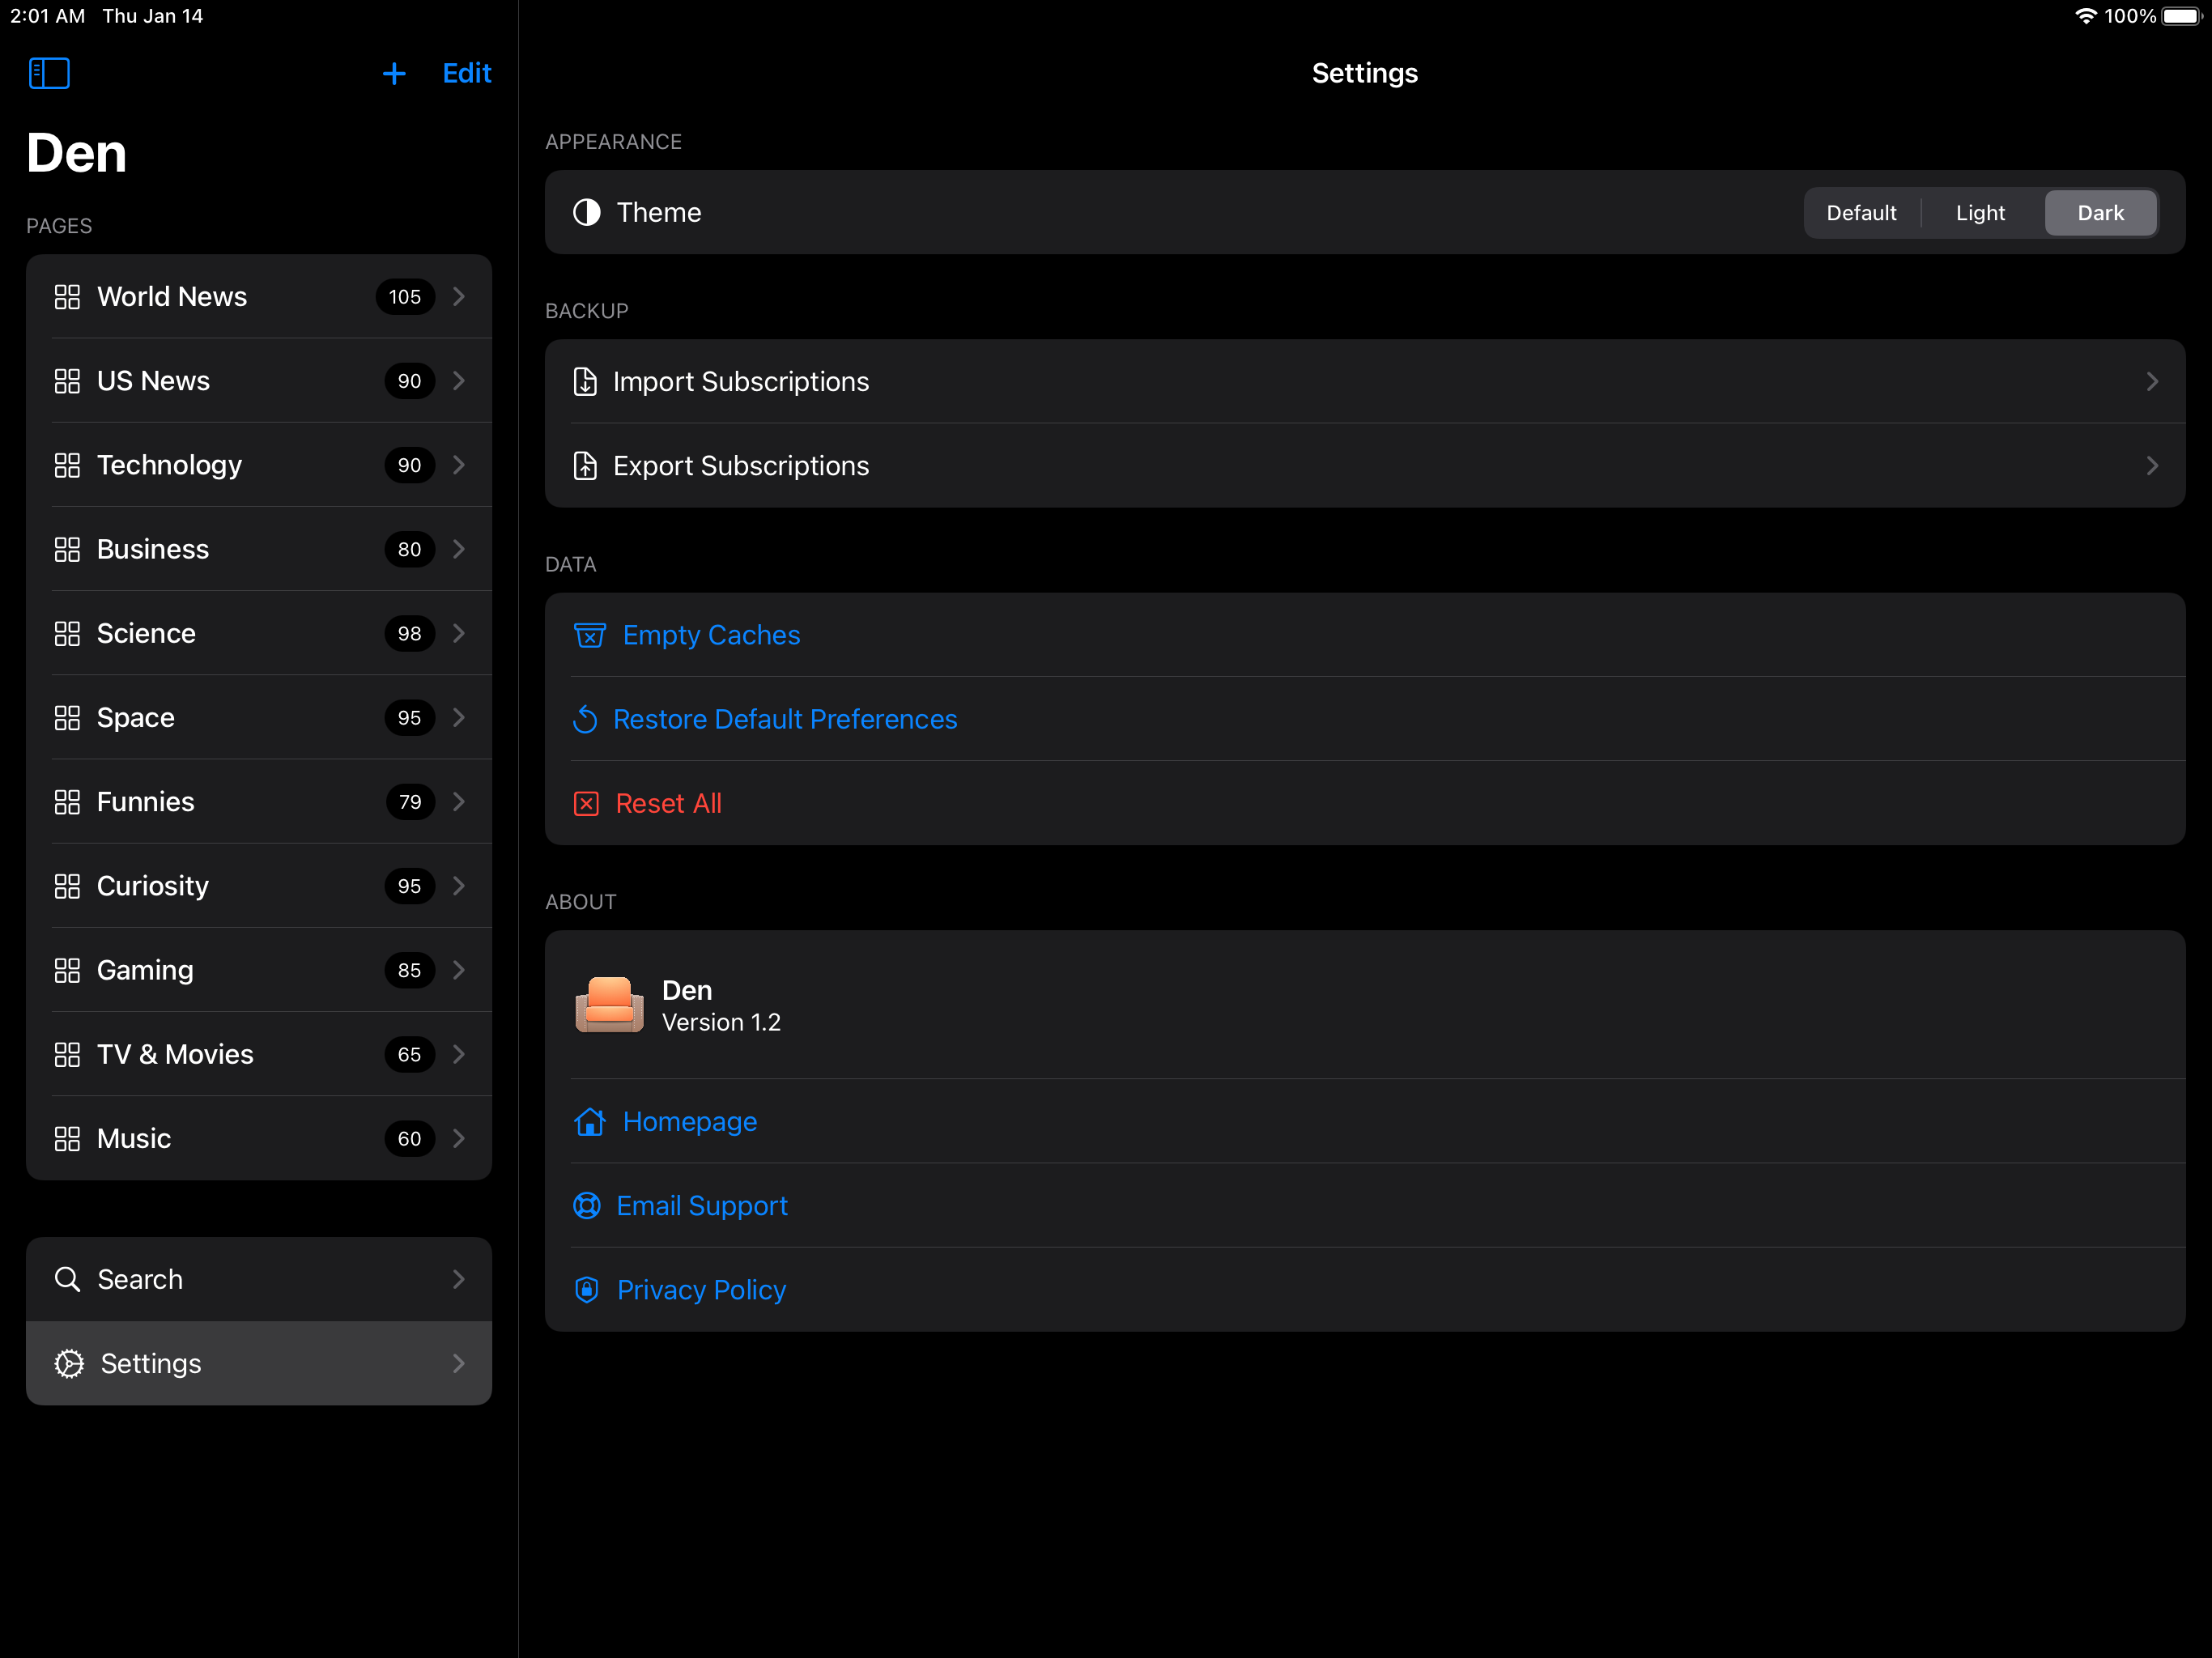 2:01 AM Thu Jan 14
100%
Edit
Den
PAGES
World News 105
US News 90
Technology 90
Business 80
Science 98
Space 95
Funnies 79
Curiosity 95
Gaming 85
TV & Movies 65
Music 60
Search
Settings
Settings
APPEARANCE
Theme Default Light Dark
BACKUP
Import Subscriptions
Export Subscriptions
DATA
Empty Caches
Restore Default Preferences
Reset All
ABOUT
Den
Version 1.2
Homepage
Email Support
Privacy Policy